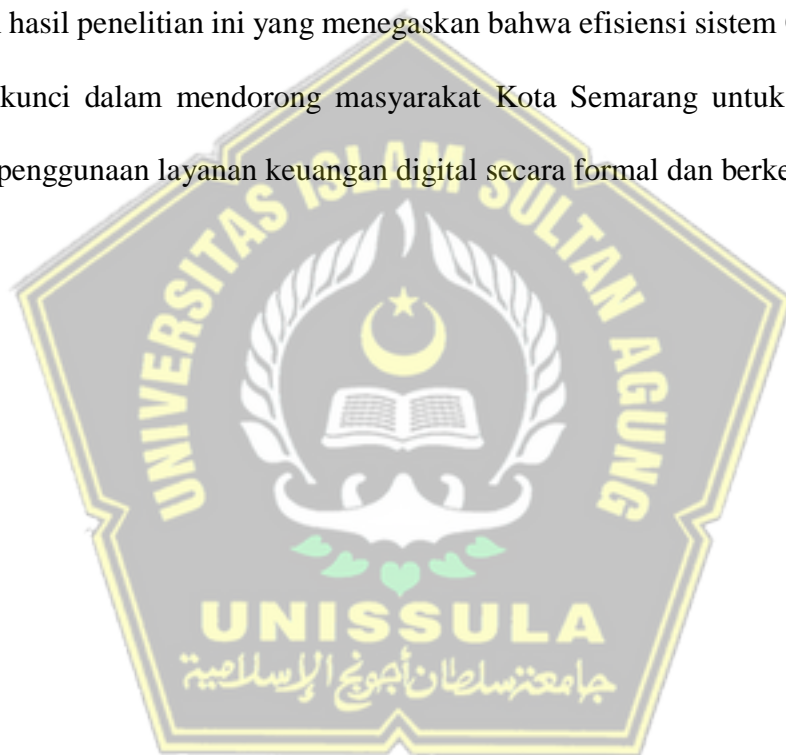 hasil penelitian ini yang menegaskan bahwa efisiensi sistem
kunci dalam mendorong masyarakat Kota Semarang untuk
penggunaan layanan keuangan digital secara formal dan
UNIVERSITAS ISLAM SULTAN AGUNG
UNISSULA
جامعة سلطان أجونج الإسلامية